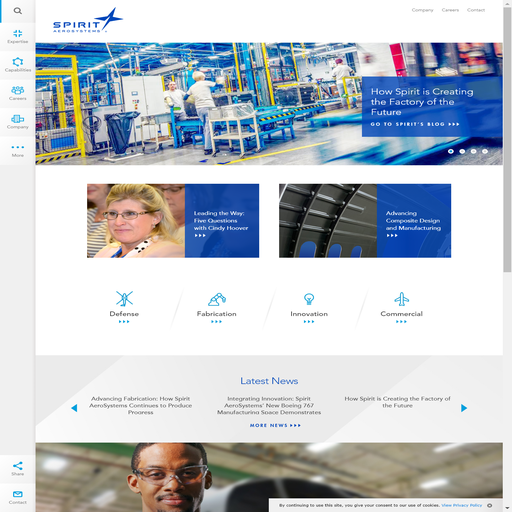 Company Careers Contact
SPIRIT
AEROSYSTEMS
Expertise
Capabilities
Careers
Company
More
How Spirit is Creating
the Factory of the
Future
GO TO SPIRIT'S BLOG
Leading the Way:
Five Questions
with Cindy Hoover
Advancing
Composite Design
and Manufacturing
Defense
Fabrication
Innovation
Commercial
Latest News
Advancing Fabrication: How Spirit
AeroSystems Continues to Produce
Progress
Integrating Innovation: Spirit
AeroSystems' New Boeing 767
Manufacturing Space Demonstrates
How Spirit is Creating the Factory of
the Future
MORE NEWS
Share
Contact
By continuing to use this site, you give your consent to our use of cookies. View Privacy Policy